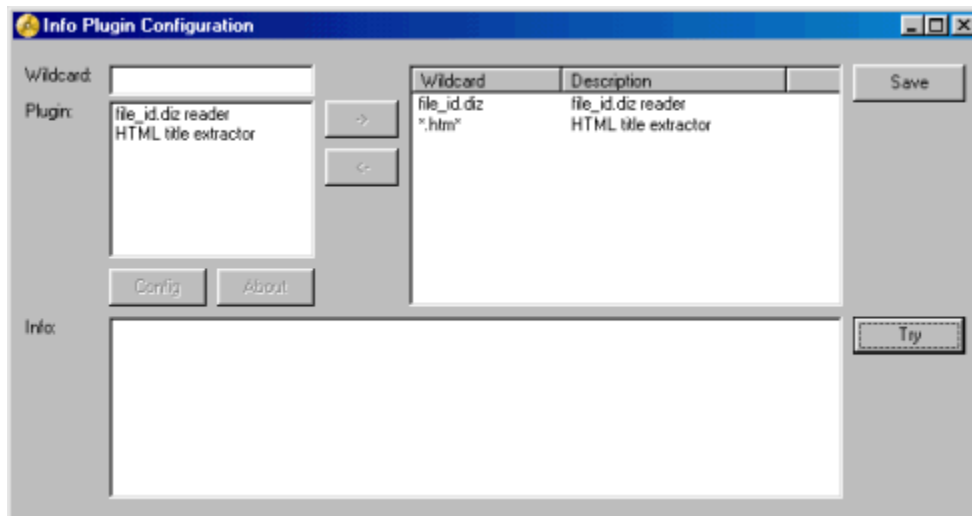 Info Plugin Configuration
Wildcard:
Plugin:
file_id.diz reader
HTML title extractor
->
<-
Config
About
Wildcard Description
file_id.diz file_id.diz reader
*.htm* HTML title extractor
Save
Info:
Try